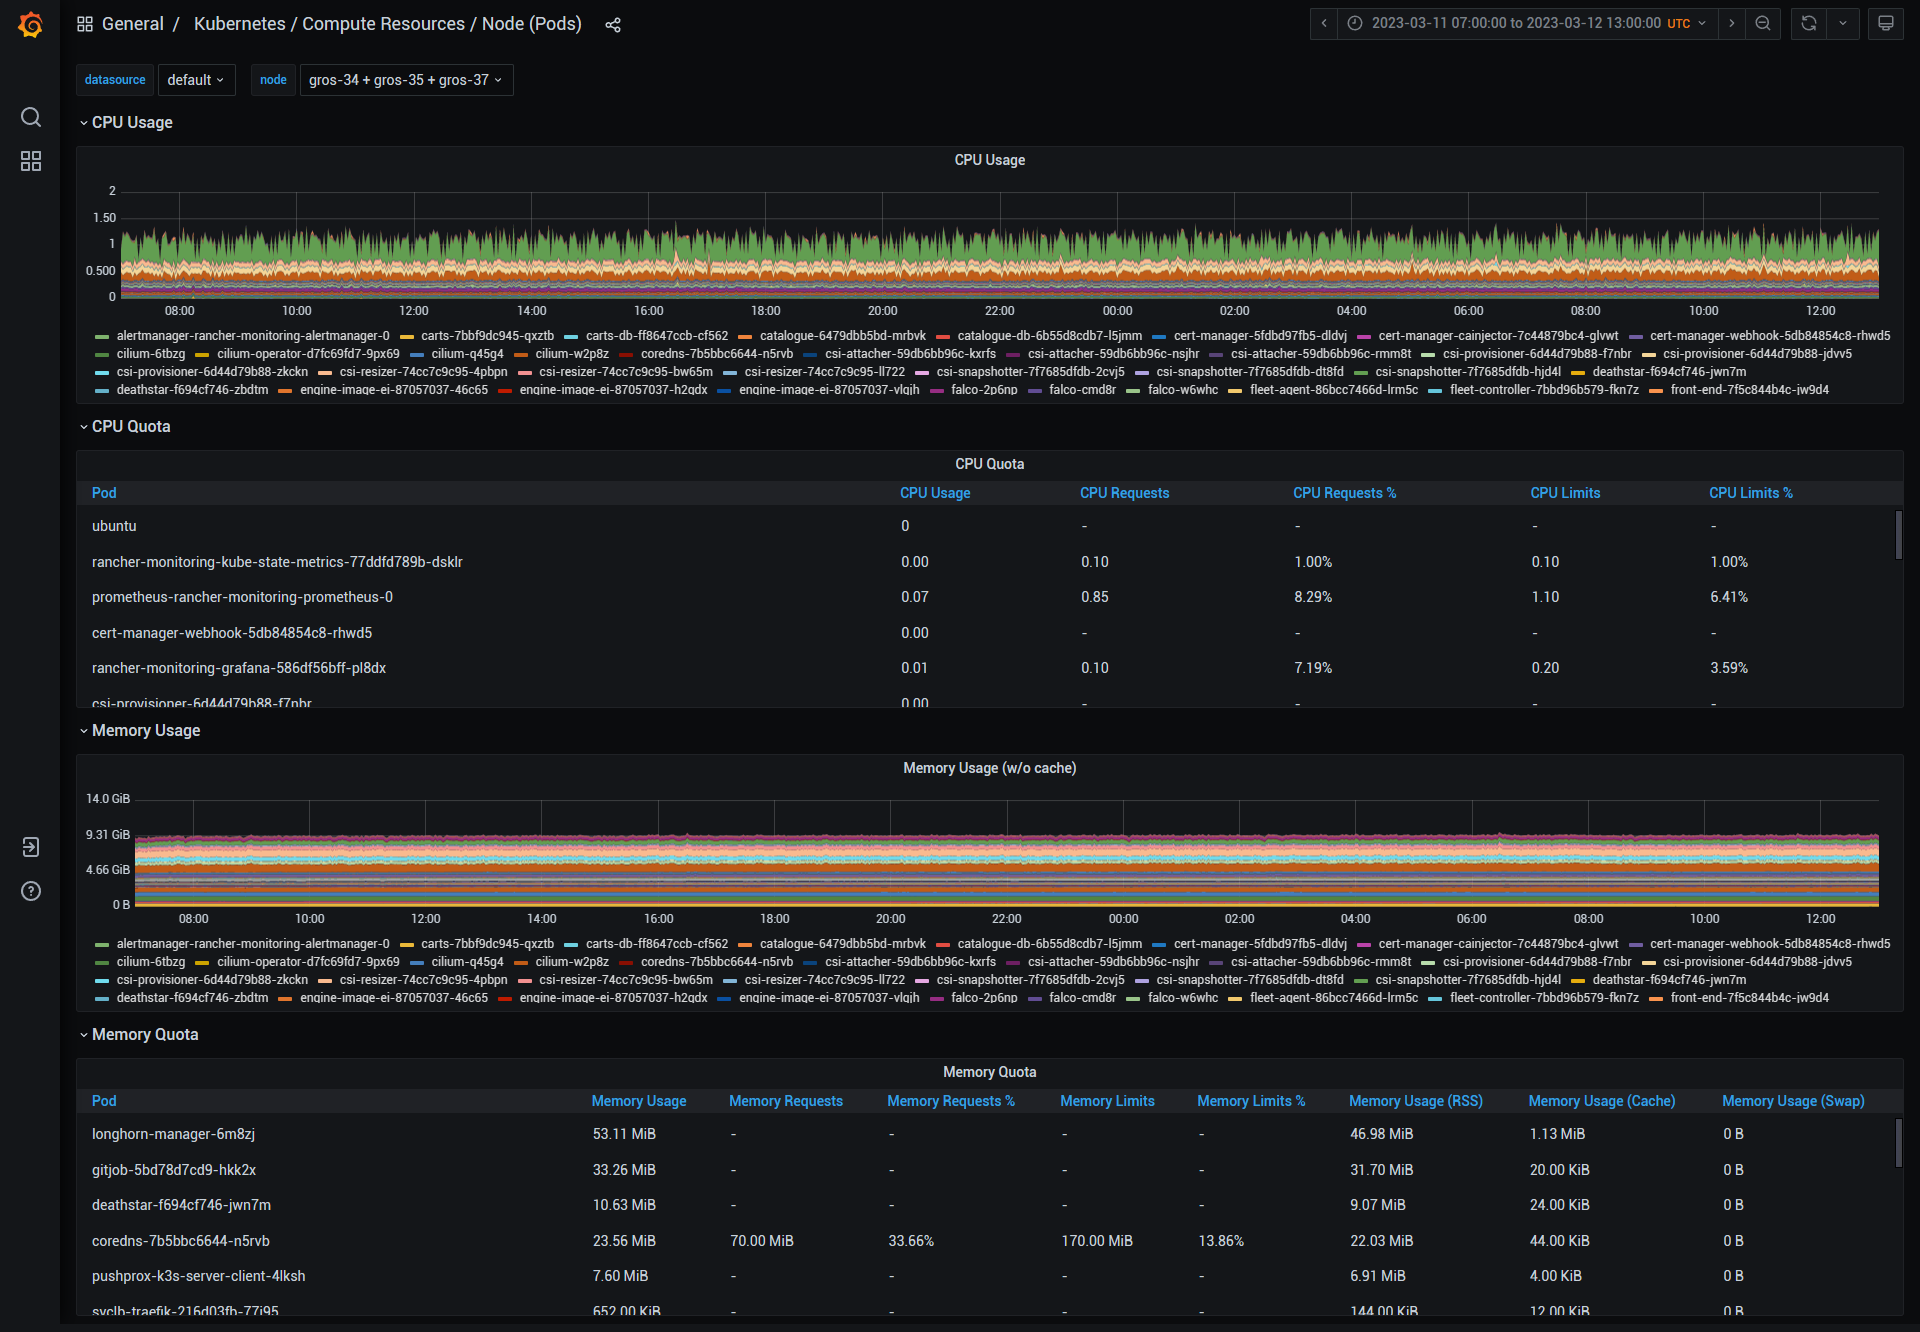 General / Kubernetes / Compute Resources / Node (Pods) 2023-03-11 07:00:00 to 2023-03-12 13:00:00 UTC
datasource default node gros-34 + gros-35 + gros-37
CPU Usage
CPU Usage
2
1.50
1
0.500
0
08:00 10:00 12:00 14:00 16:00 18:00 20:00 22:00 00:00 02:00 04:00 06:00 08:00 10:00 12:00
alertmanager-rancher-monitoring-alertmanager-0 carts-7bbf9dc945-qxztb carts-db-ff8647ccb-cf562 catalogue-6479dbb5bd-mrbvk catalogue-db-6b55d8cdb7-l5jmm cert-manager-5fdbd97fb5-dldvj cert-manager-cainjector-7c44879bc4-glvwt cert-manager-webhook-5db84854c8-rhwd5
cilium-6tbzg cilium-operator-d7fc69fd7-9px69 cilium-q45g4 cilium-w2p8z coredns-7b5bbc6644-n5rvb csi-attacher-59db6bb96c-kxrfs csi-attacher-59db6bb96c-nsjhr csi-attacher-59db6bb96c-rmm8t csi-provisioner-6d44d79b88-f7nbr csi-provisioner-6d44d79b88-jdvv5
csi-provisioner-6d44d79b88-zkckn csi-resizer-74cc7c9c95-4pbpn csi-resizer-74cc7c9c95-bw65m csi-resizer-74cc7c9c95-ll722 csi-snapshotter-7f7685dfdb-2cvj5 csi-snapshotter-7f7685dfdb-dt8fd csi-snapshotter-7f7685dfdb-hjd4l deathstar-f694cf746-jwn7m
deathstar-f694cf746-zbdtm engine-image-ei-87057037-46c65 engine-image-ei-87057037-h2gdx engine-image-ei-87057037-vlqjh falco-2p6np falco-cmd8r falco-w6whc fleet-agent-86bcc7466d-lrm5c fleet-controller-7bbd96b579-fkn7z front-end-7f5c844b4c-jw9d4
CPU Quota
CPU Quota
Pod CPU Usage CPU Requests CPU Requests % CPU Limits CPU Limits %
ubuntu 0 - - - -
rancher-monitoring-kube-state-metrics-77ddfd789b-dsklr 0.00 0.10 1.00% 0.10 1.00%
prometheus-rancher-monitoring-prometheus-0 0.07 0.85 8.29% 1.10 6.41%
cert-manager-webhook-5db84854c8-rhwd5 0.00 - - - -
rancher-monitoring-grafana-586df56bff-pl8dx 0.01 0.10 7.19% 0.20 3.59%
csi-provisioner-6d44d79b88-f7nbr 0.00 - - - -
Memory Usage
Memory Usage (w/o cache)
14.0 GiB
9.31 GiB
4.66 GiB
0 B
08:00 10:00 12:00 14:00 16:00 18:00 20:00 22:00 00:00 02:00 04:00 06:00 08:00 10:00 12:00
alertmanager-rancher-monitoring-alertmanager-0 carts-7bbf9dc945-qxztb carts-db-ff8647ccb-cf562 catalogue-6479dbb5bd-mrbvk catalogue-db-6b55d8cdb7-l5jmm cert-manager-5fdbd97fb5-dldvj cert-manager-cainjector-7c44879bc4-glvwt cert-manager-webhook-5db84854c8-rhwd5
cilium-6tbzg cilium-operator-d7fc69fd7-9px69 cilium-q45g4 cilium-w2p8z coredns-7b5bbc6644-n5rvb csi-attacher-59db6bb96c-kxrfs csi-attacher-59db6bb96c-nsjhr csi-attacher-59db6bb96c-rmm8t csi-provisioner-6d44d79b88-f7nbr csi-provisioner-6d44d79b88-jdvv5
csi-provisioner-6d44d79b88-zkckn csi-resizer-74cc7c9c95-4pbpn csi-resizer-74cc7c9c95-bw65m csi-resizer-74cc7c9c95-ll722 csi-snapshotter-7f7685dfdb-2cvj5 csi-snapshotter-7f7685dfdb-dt8fd csi-snapshotter-7f7685dfdb-hjd4l deathstar-f694cf746-jwn7m
deathstar-f694cf746-zbdtm engine-image-ei-87057037-46c65 engine-image-ei-87057037-h2gdx engine-image-ei-87057037-vlqjh falco-2p6np falco-cmd8r falco-w6whc fleet-agent-86bcc7466d-lrm5c fleet-controller-7bbd96b579-fkn7z front-end-7f5c844b4c-jw9d4
Memory Quota
Memory Quota
Pod Memory Usage Memory Requests Memory Requests % Memory Limits Memory Limits % Memory Usage (RSS) Memory Usage (Cache) Memory Usage (Swap)
longhorn-manager-6m8zj 53.11 MiB - - - - 46.98 MiB 1.13 MiB 0 B
gitjob-5bd78d7cd9-hkk2x 33.26 MiB - - - - 31.70 MiB 20.00 KiB 0 B
deathstar-f694cf746-jwn7m 10.63 MiB - - - - 9.07 MiB 24.00 KiB 0 B
coredns-7b5bbc6644-n5rvb 23.56 MiB 70.00 MiB 33.66% 170.00 MiB 13.86% 22.03 MiB 44.00 KiB 0 B
pushprox-k3s-server-client-4lksh 7.60 MiB - - - - 6.91 MiB 4.00 KiB 0 B
svclb-traefik-216d03fb-77j95 652.00 KiB - - - - 144.00 KiB 12.00 KiB 0 B